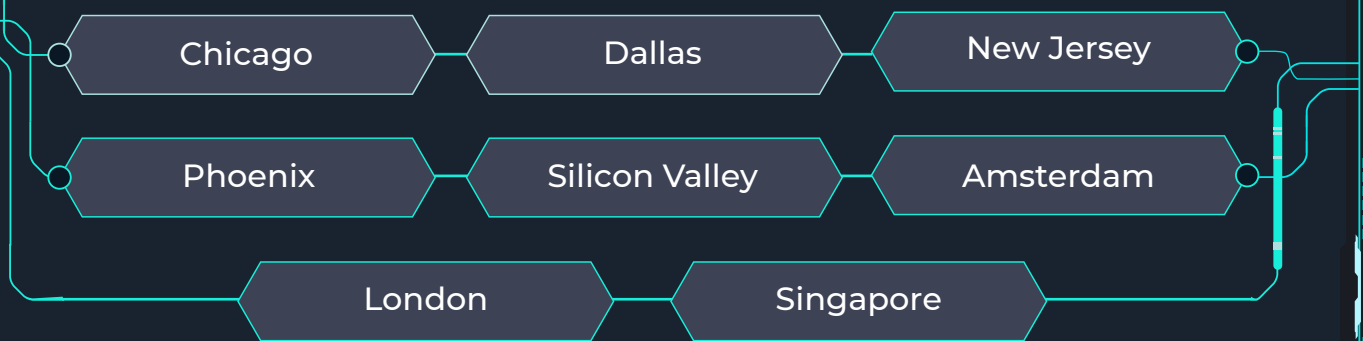 Chicago
Dallas
New Jersey
Phoenix
Silicon Valley
Amsterdam
London
Singapore